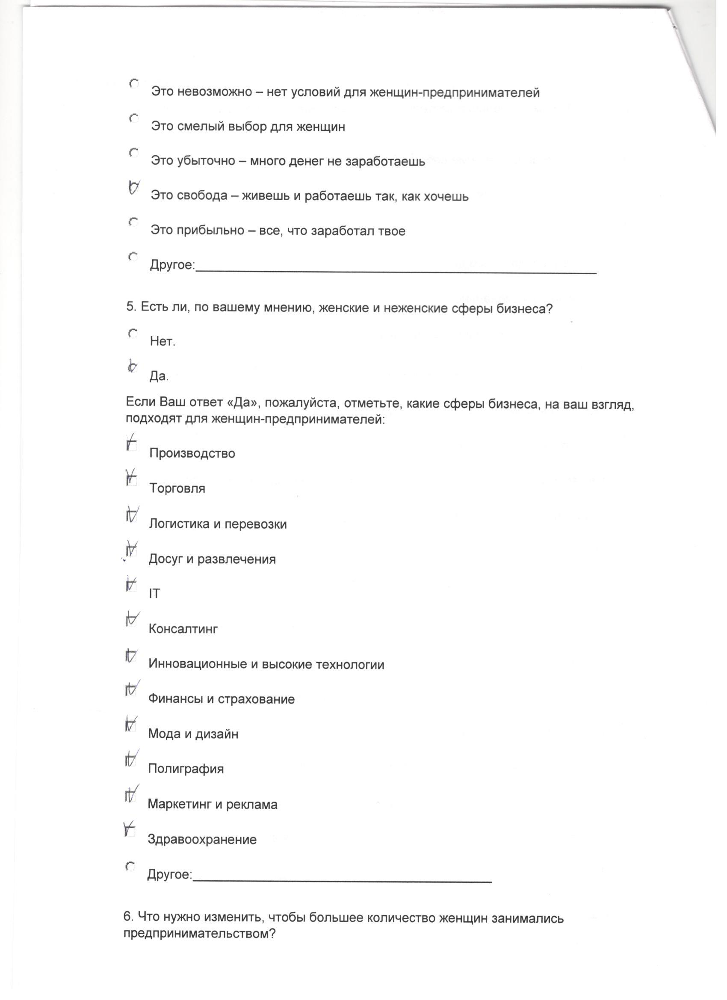 Это невозможно – нет условий для женщин-предпринимателей
Это смелый выбор для женщин
Это убыточно – много денег не заработаешь
Это свобода – живешь и работаешь так, как хочешь
Это прибыльно – все, что заработал твое
Другое:
5. Есть ли, по вашему мнению, женские и неженские сферы бизнеса?
Нет.
Да.
Если Ваш ответ «Да», пожалуйста, отметьте, какие сферы бизнеса, на ваш взгляд,
подходят для женщин-предпринимателей:
Производство
Торговля
Логистика и перевозки
Досуг и развлечения
IT
Консалтинг
Инновационные и высокие технологии
Финансы и страхование
Мода и дизайн
Полиграфия
Маркетинг и реклама
Здравоохранение
Другое:
6. Что нужно изменить, чтобы большее количество женщин занимались
предпринимательством?